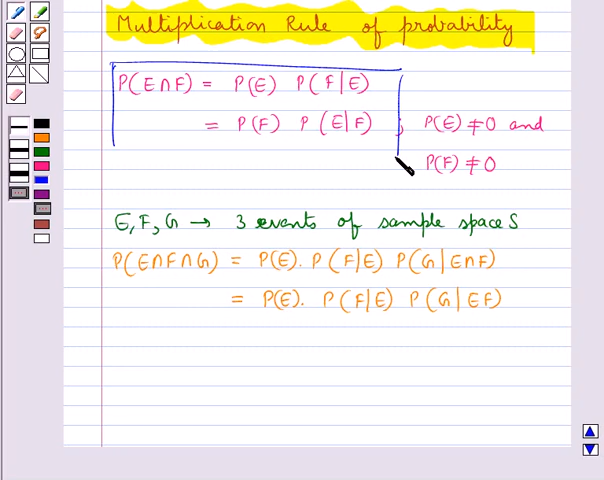 Multiplication Rule of probability
P(E∩F) = P(E) P(F|E)
= P(F) P(E|F) ; P(E) ≠ 0 and
P(F) ≠ 0
E, F, G → 3 events of sample space S
P(E∩F∩G) = P(E). P(F|E) P(G|E∩F)
= P(E). P(F|E) P(G|EF)